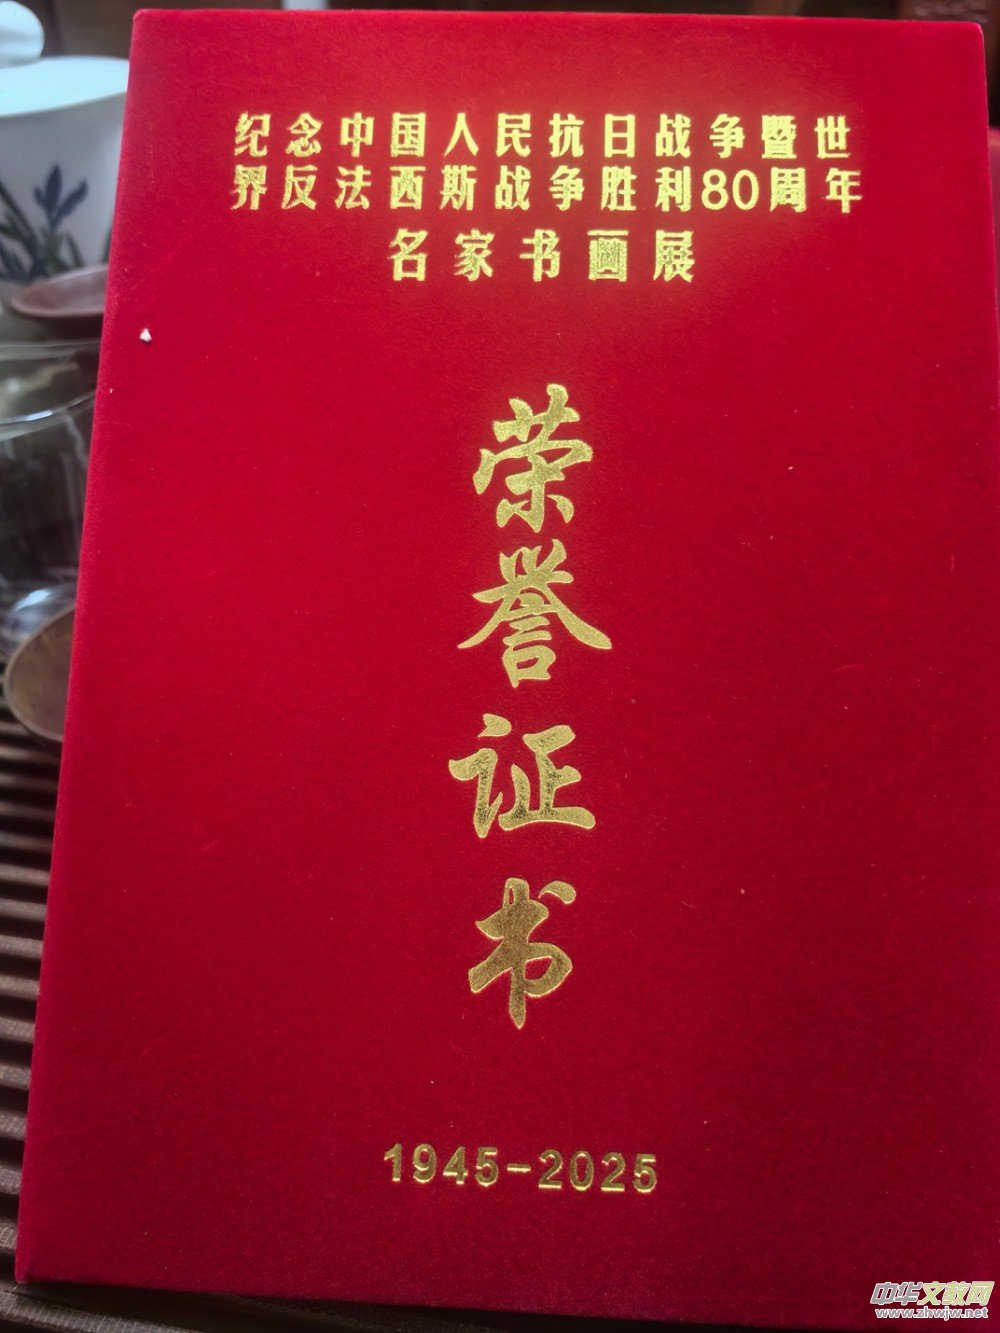 纪念中国人民抗日战争暨世
界反法西斯战争胜利80周年
名家书画展
荣誉证书
1945-2025
中华文教网
www.zhwjw.net